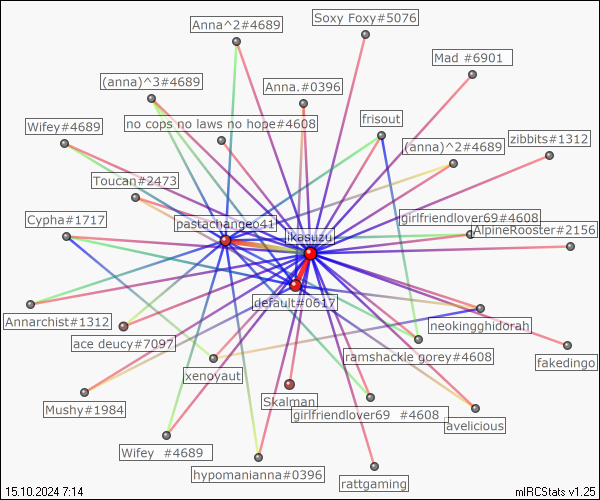 Soxy Foxy#5076
Anna^2#4689
Mad #6901
(anna)^3#4689
Anna.#0396
no cops no laws no hope#4608
frisout
Wifey#4689
zibbits#1312
(anna)^2#4689
Toucan#2473
Cypha#1717
pastachangeo41
girlfriendlover69#4608
AlpineRooster#2156
ikasuzu
default#0617
Annarchist#1312
neokingghidorah
ace deucy#7097
ramshackle gorey#4608
fakedingo
xenoyaut
Skalman
Mushy#1984
girlfriendlover69 #4608
avelicious
Wifey #4689
hypomanianna#0396
rattgaming
15.10.2024 7:14
mIRCStats v1.25